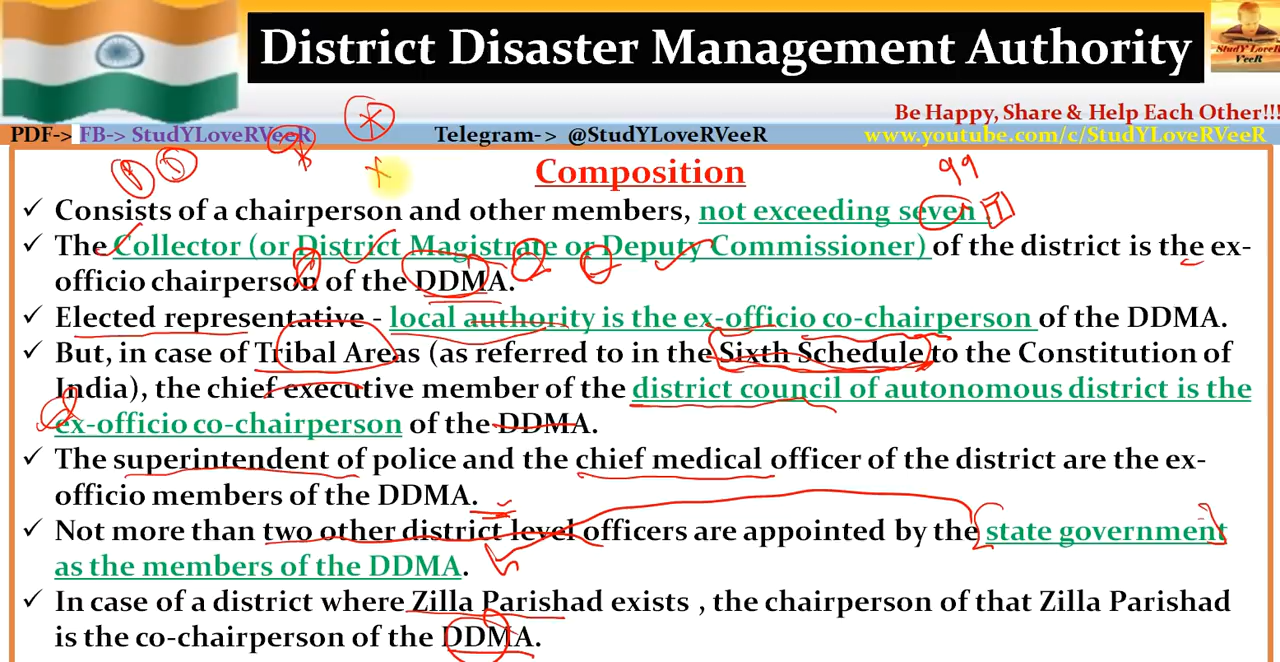 District Disaster Management Authority
StudY LoveR
VeeR
Be Happy, Share & Help Each Other!!!
PDF-> FB-> StudYLoveRVeeR Telegram-> @StudYLoveRVeeR www.youtube.com/c/StudYLoveRVeeR
Composition
99
✓ Consists of a chairperson and other members, not exceeding seven.
✓ The Collector (or District Magistrate or Deputy Commissioner) of the district is the ex-
officio chairperson of the DDMA.
✓ Elected representative - local authority is the ex-officio co-chairperson of the DDMA.
✓ But, in case of Tribal Areas (as referred to in the Sixth Schedule to the Constitution of
India), the chief executive member of the district council of autonomous district is the
ex-officio co-chairperson of the DDMA.
✓ The superintendent of police and the chief medical officer of the district are the ex-
officio members of the DDMA.
✓ Not more than two other district level officers are appointed by the state government
as the members of the DDMA.
✓ In case of a district where Zilla Parishad exists , the chairperson of that Zilla Parishad
is the co-chairperson of the DDMA.